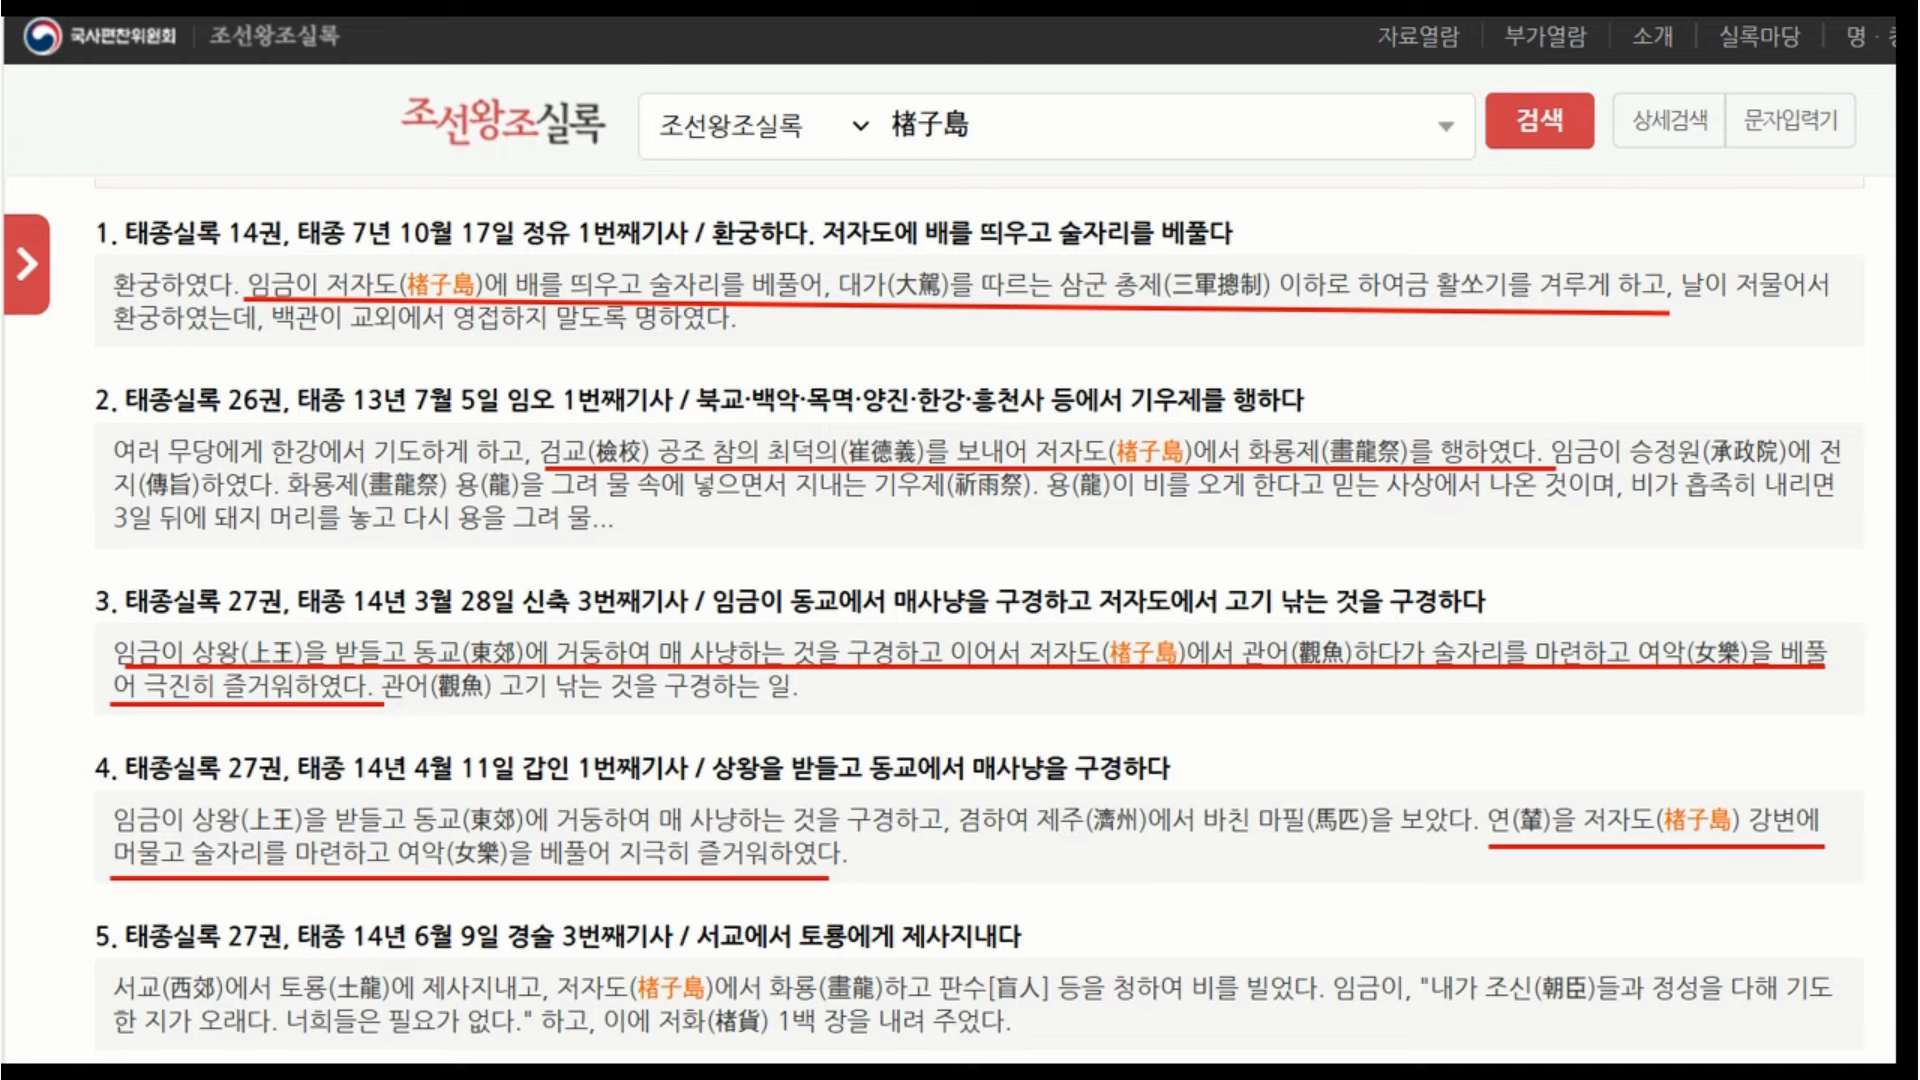 국사편찬위원회 조선왕조실록 자료열람 부가열람 소개 실록마당 명
조선왕조실록 조선왕조실록 楮子島 검색 상세검색 문자입력기
1. 태종실록 14권, 태종 7년 10월 17일 정유 1번째기사 / 환궁하다. 저자도에 배를 띄우고 술자리를 베풀다
환궁하였다. 임금이 저자도(楮子島)에 배를 띄우고 술자리를 베풀어, 대가(大駕)를 따르는 삼군 총제(三軍摠制) 이하로 하여금 활쏘기를 겨루게 하고, 날이 저물어서
환궁하였는데, 백관이 교외에서 영접하지 말도록 명하였다.
2. 태종실록 26권, 태종 13년 7월 5일 임오 1번째기사 / 북교·백악·목멱·양진·한강·흥천사 등에서 기우제를 행하다
여러 무당에게 한강에서 기도하게 하고, 검교(檢校) 공조 참의 최덕의(崔德義)를 보내어 저자도(楮子島)에서 화룡제(畫龍祭)를 행하였다. 임금이 승정원(承政院)에 전
지(傳旨)하였다. 화룡제(畫龍祭) 용(龍)을 그려 물 속에 넣으면서 지내는 기우제(祈雨祭). 용(龍)이 비를 오게 한다고 믿는 사상에서 나온 것이며, 비가 흡족히 내리면
3일 뒤에 돼지 머리를 놓고 다시 용을 그려 물...
3. 태종실록 27권, 태종 14년 3월 28일 신축 3번째기사 / 임금이 동교에서 매사냥을 구경하고 저자도에서 고기 낚는 것을 구경하다
임금이 상왕(上王)을 받들고 동교(東郊)에 거둥하여 매 사냥하는 것을 구경하고 이어서 저자도(楮子島)에서 관어(觀魚)하다가 술자리를 마련하고 여악(女樂)을 베풀
어 극진히 즐거워하였다. 관어(觀魚) 고기 낚는 것을 구경하는 일.
4. 태종실록 27권, 태종 14년 4월 11일 갑인 1번째기사 / 상왕을 받들고 동교에서 매사냥을 구경하다
임금이 상왕(上王)을 받들고 동교(東郊)에 거둥하여 매 사냥하는 것을 구경하고, 겸하여 제주(濟州)에서 바친 마필(馬匹)을 보았다. 연(輦)을 저자도(楮子島) 강변에
머물고 술자리를 마련하고 여악(女樂)을 베풀어 지극히 즐거워하였다.
5. 태종실록 27권, 태종 14년 6월 9일 경술 3번째기사 / 서교에서 토룡에게 제사지내다
서교(西郊)에서 토룡(土龍)에 제사지내고, 저자도(楮子島)에서 화룡(畫龍)하고 판수[盲人] 등을 청하여 비를 빌었다. 임금이, "내가 조신(朝臣)들과 정성을 다해 기도
한 지가 오래다. 너희들은 필요가 없다." 하고, 이에 저화(楮貨) 1백 장을 내려 주었다.